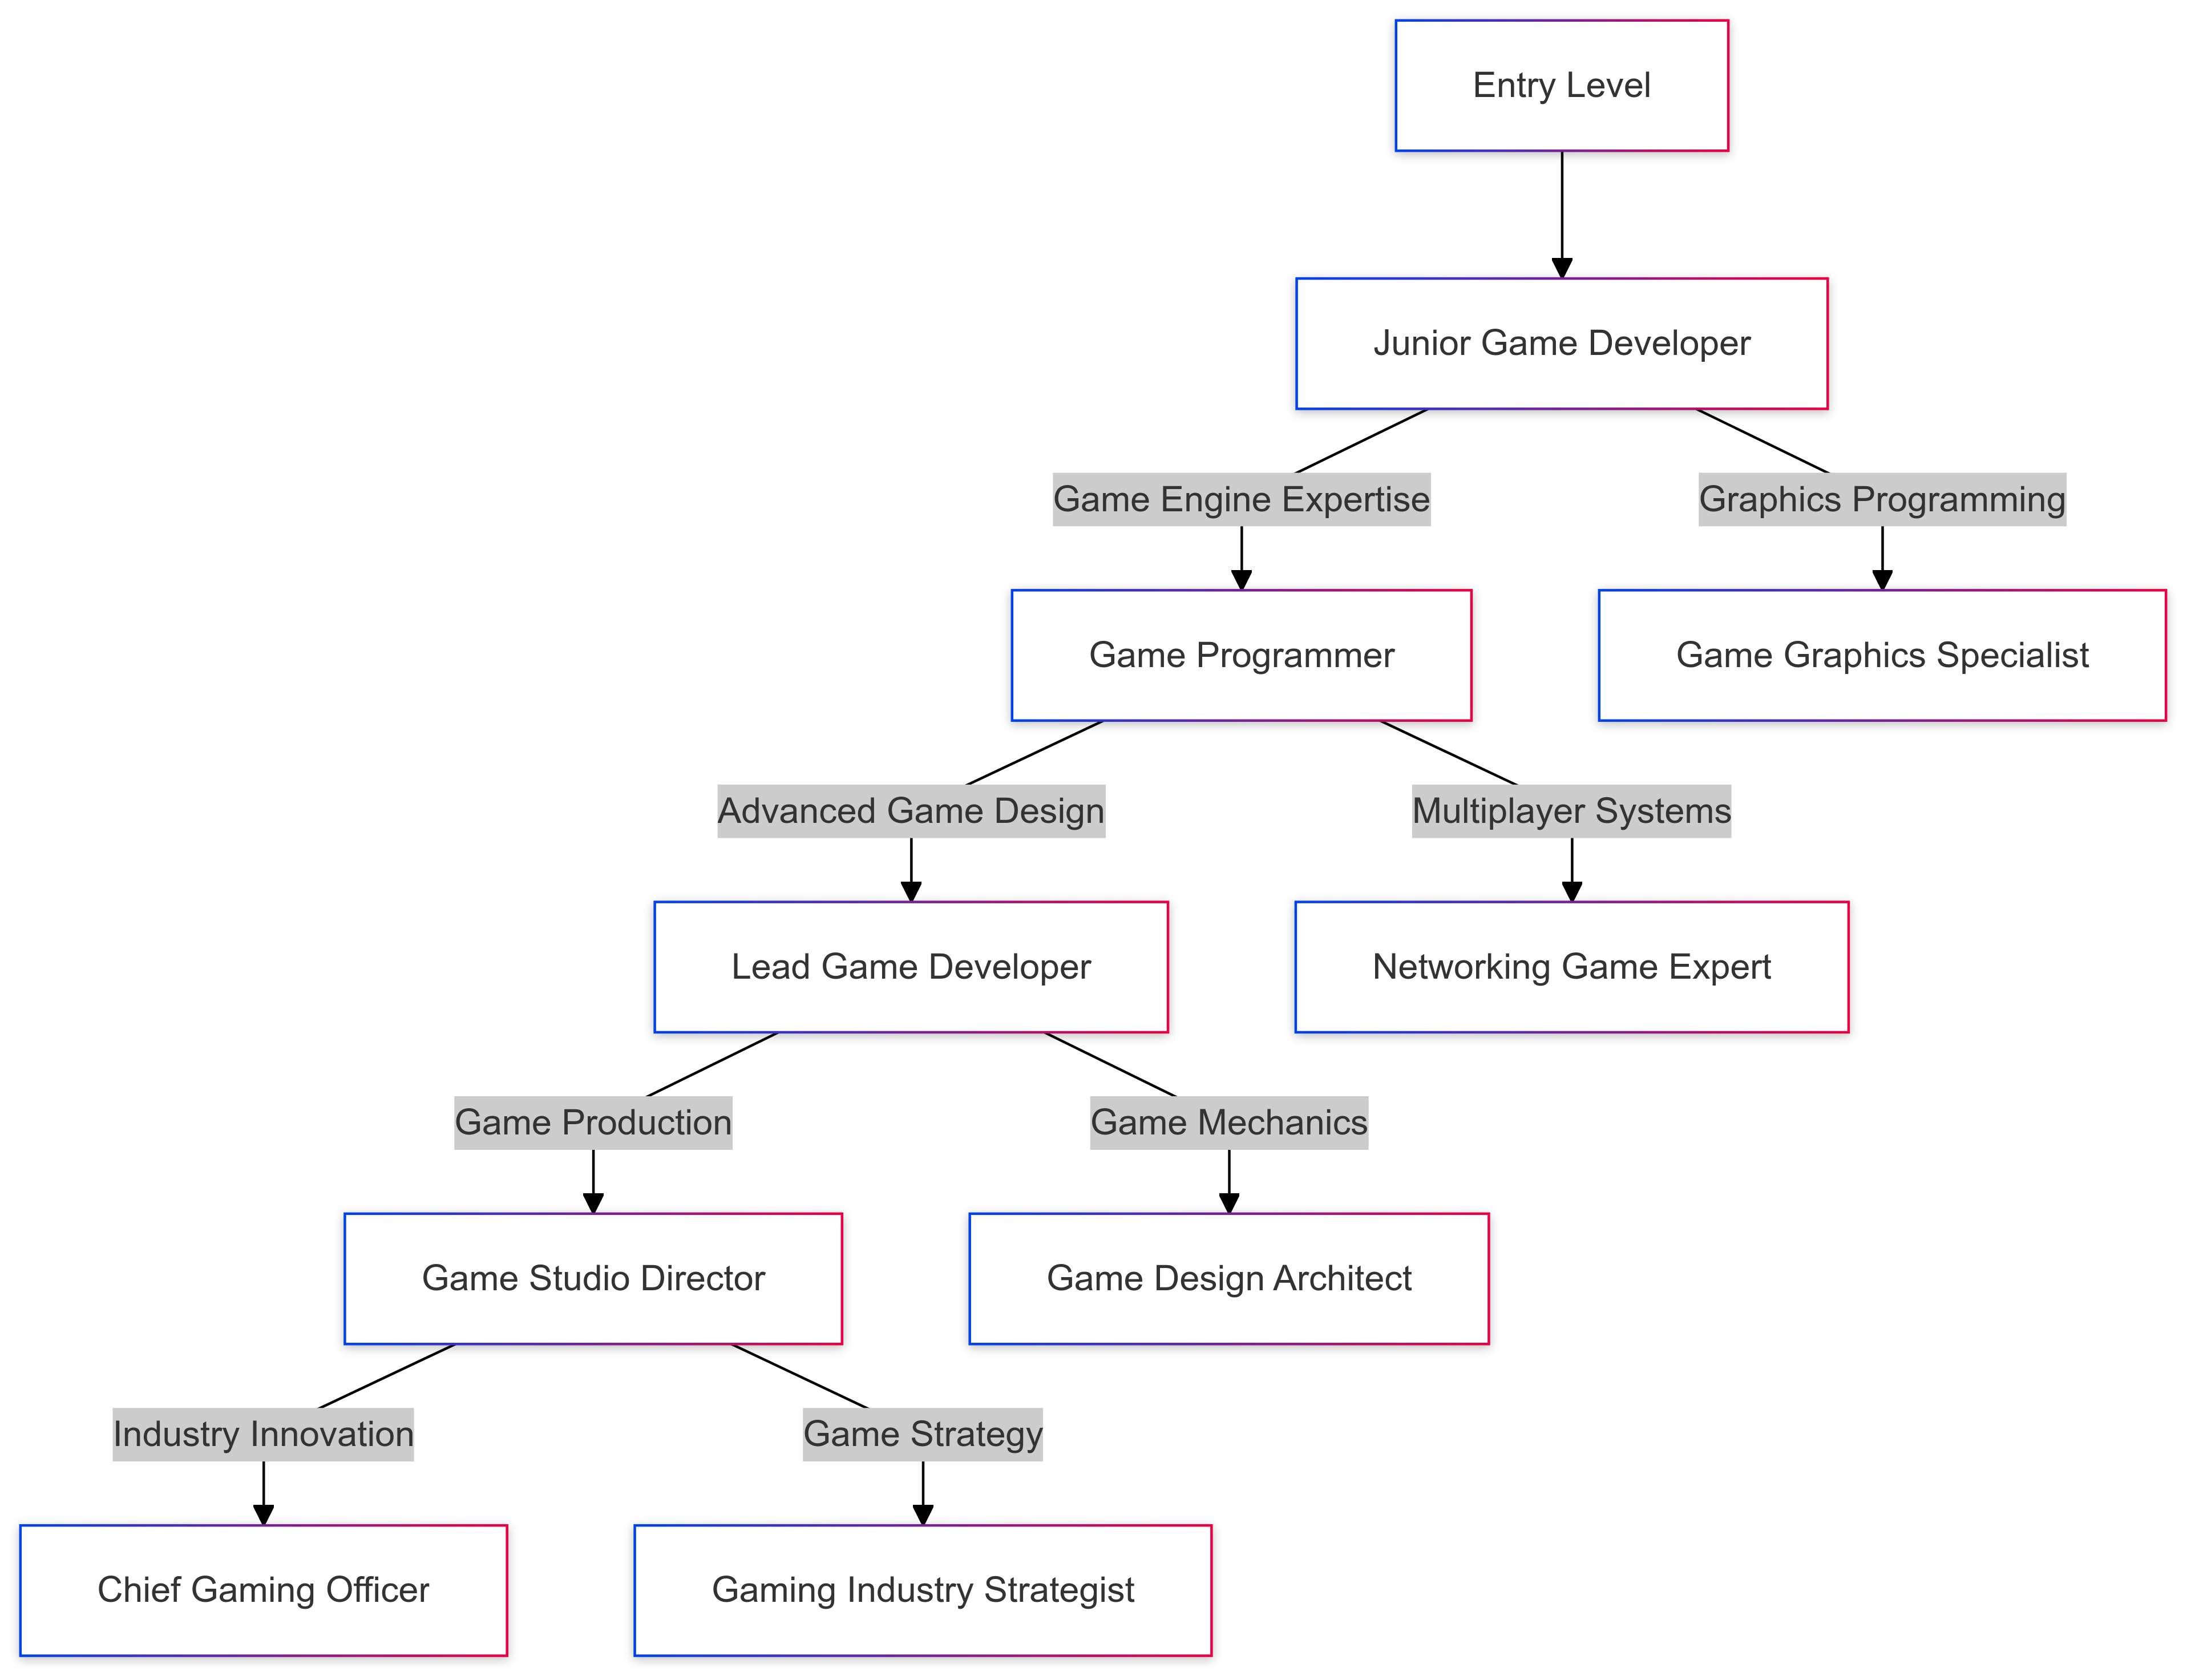 Entry Level
Junior Game Developer
Game Engine Expertise
Graphics Programming
Game Programmer
Game Graphics Specialist
Advanced Game Design
Multiplayer Systems
Lead Game Developer
Networking Game Expert
Game Production
Game Mechanics
Game Studio Director
Game Design Architect
Industry Innovation
Game Strategy
Chief Gaming Officer
Gaming Industry Strategist